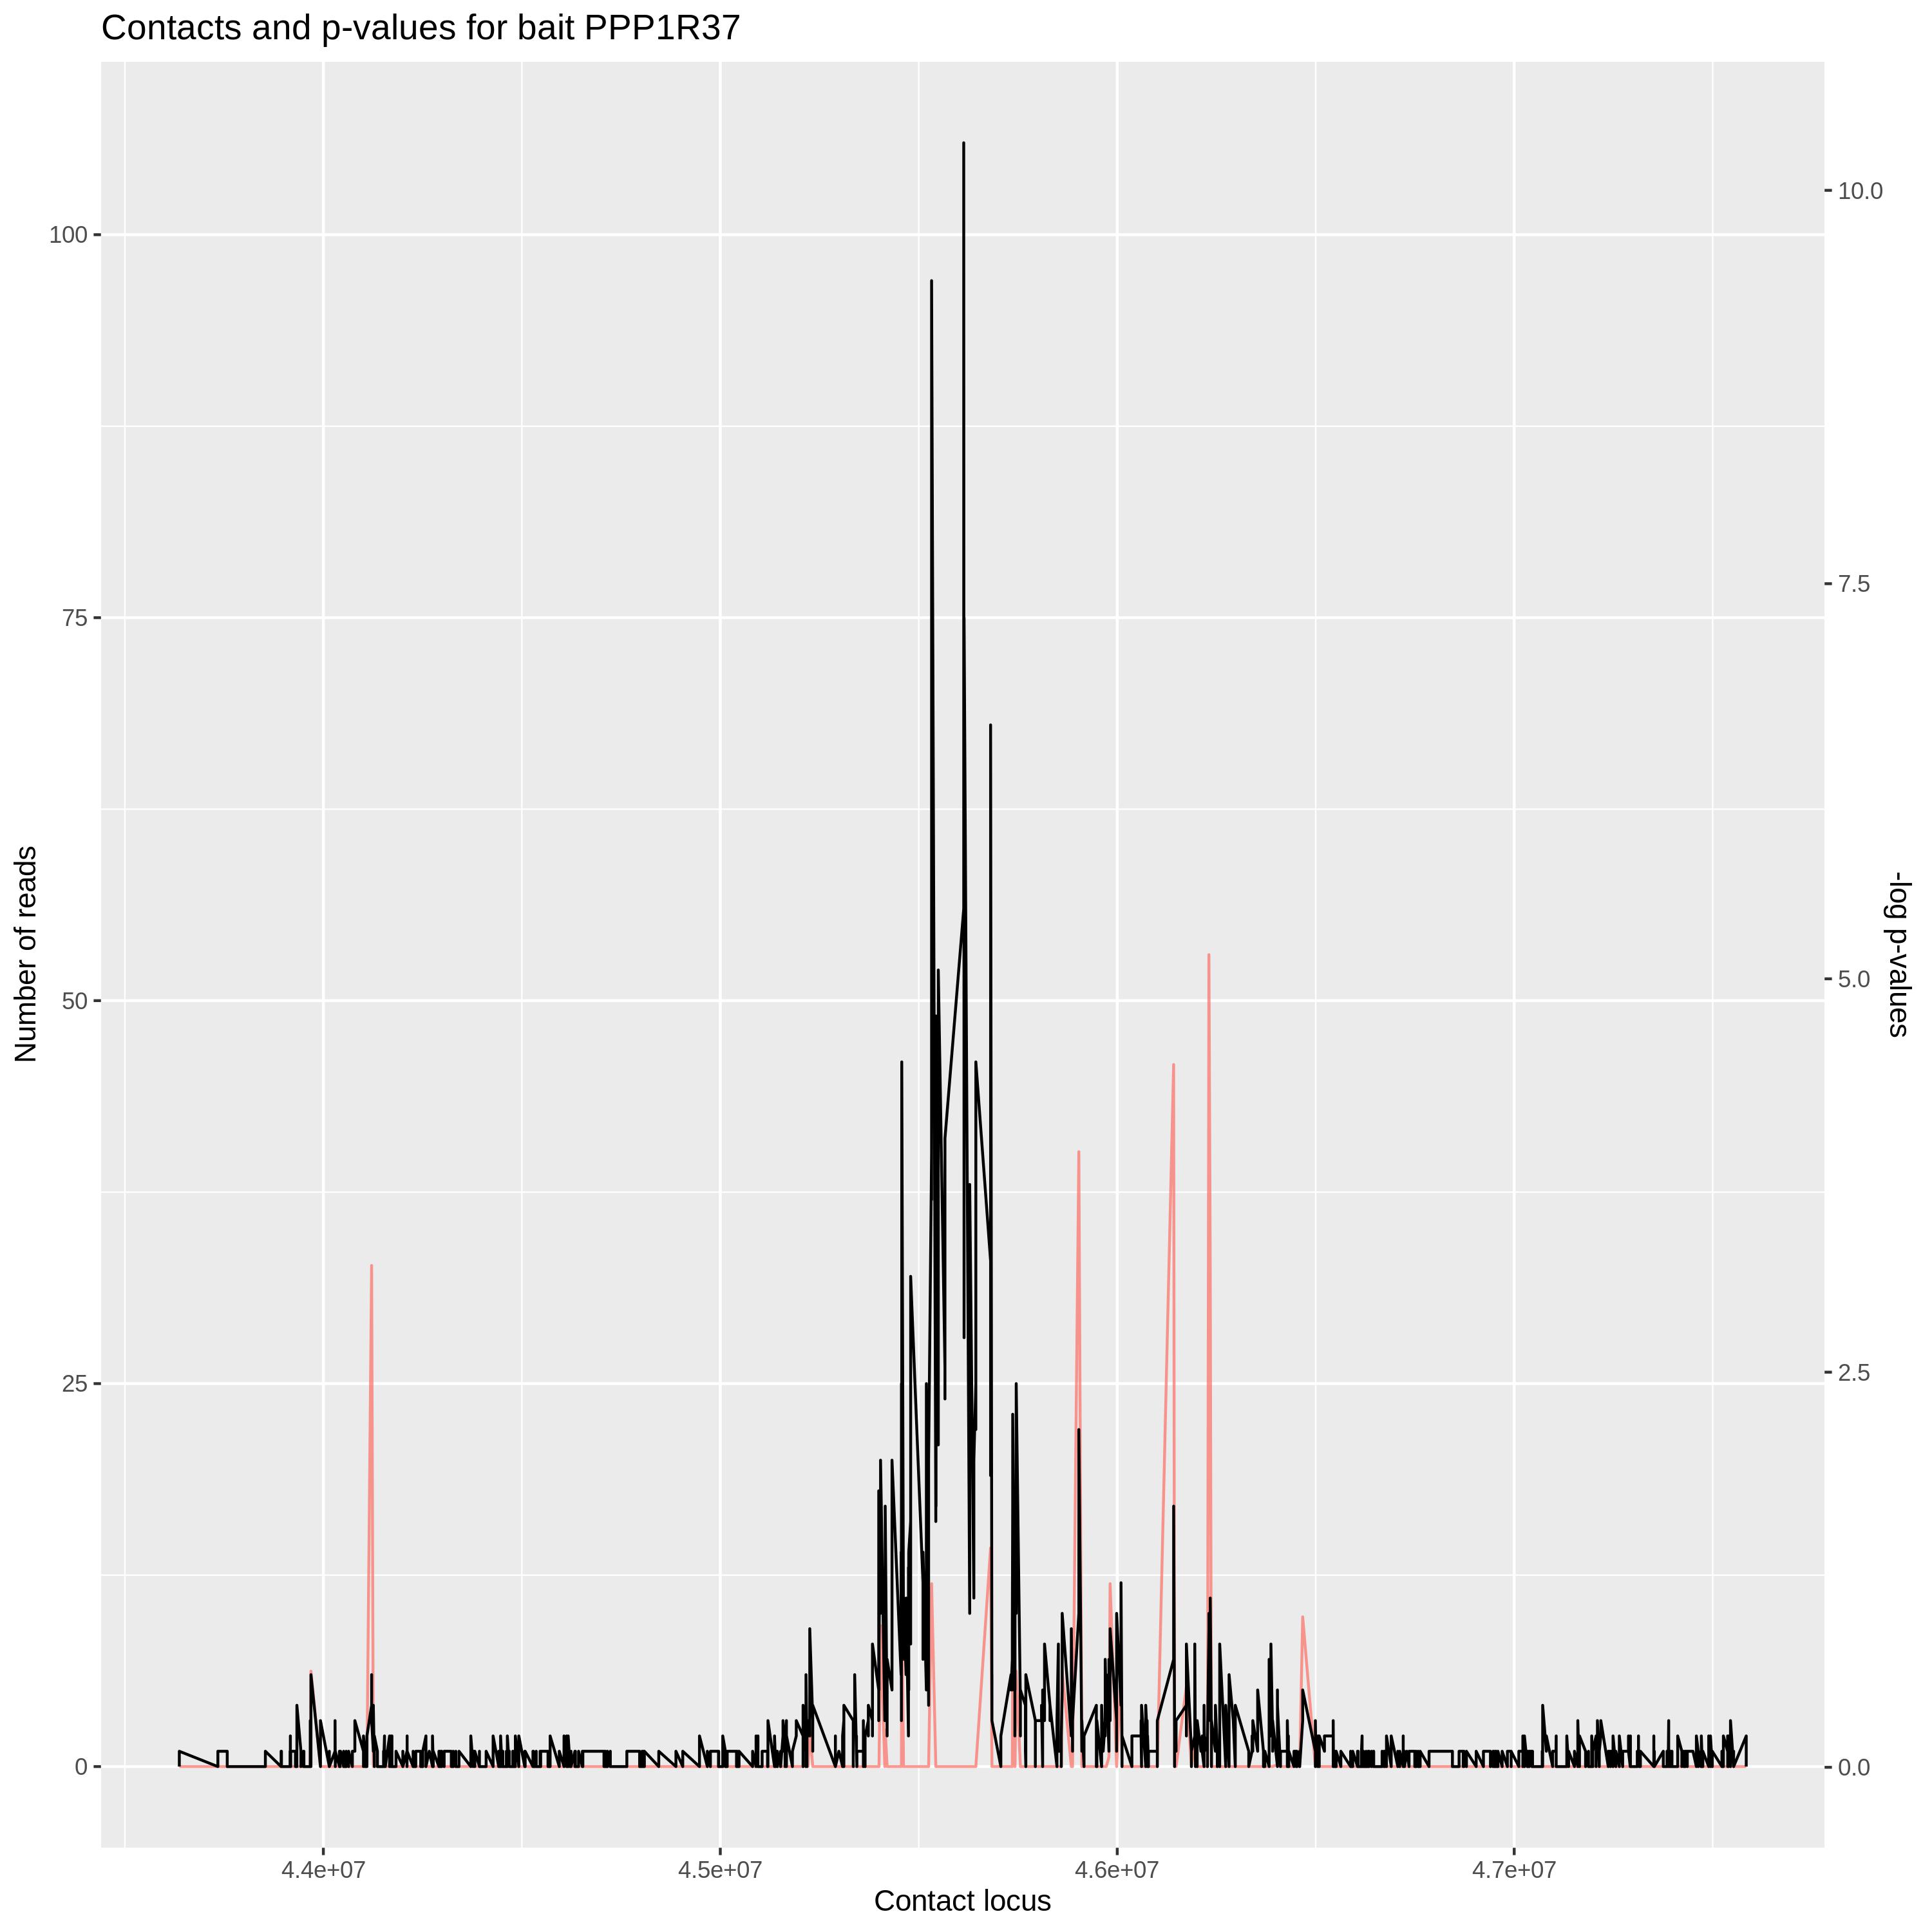 Contacts and p-values for bait PPP1R37
100
75
50
25
0
Number of reads
10.0
7.5
5.0
2.5
0.0
-log p-values
4.4e+07
4.5e+07
4.6e+07
4.7e+07
Contact locus